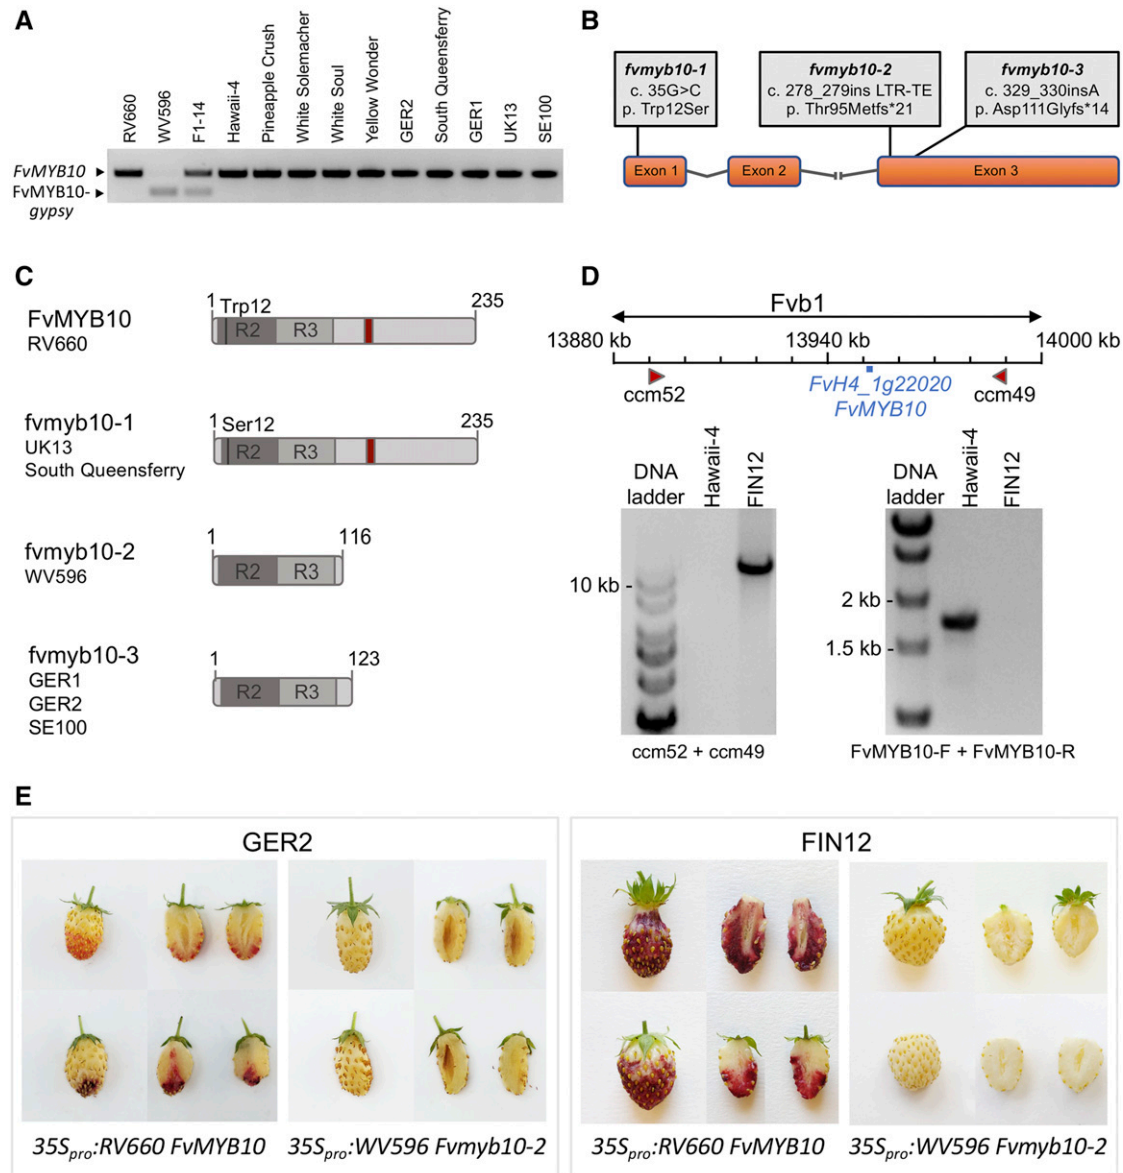 A
RV660
WV596
F1-14
Hawaii-4
Pineapple Crush
White Solemacher
White Soul
Yellow Wonder
GER2
South Queensferry
GER1
UK13
SE100
FvMYB10
FvMYB10-
gypsy
B
fvmyb10-1
c. 35G>C
p. Trp12Ser
fvmyb10-2
c. 278_279ins LTR-TE
p. Thr95Metfs*21
fvmyb10-3
c. 329_330insA
p. Asp111Glyfs*14
Exon 1
Exon 2
Exon 3
C
FvMYB10
RV660
1
Trp12
235
R2
R3
fvmyb10-1
UK13
South Queensferry
1
Ser12
235
R2
R3
fvmyb10-2
WV596
1
116
R2
R3
fvmyb10-3
GER1
GER2
SE100
1
123
R2
R3
D
Fvb1
13880 kb
13940 kb
14000 kb
ccm52
FvH4_1g22020
FvMYB10
ccm49
DNA
ladder
Hawaii-4
FIN12
10 kb -
ccm52 + ccm49
DNA
ladder
Hawaii-4
FIN12
2 kb -
1.5 kb -
FvMYB10-F + FvMYB10-R
E
GER2
35Spro:RV660 FvMYB10
35Spro:WV596 Fvmyb10-2
FIN12
35Spro:RV660 FvMYB10
35Spro:WV596 Fvmyb10-2